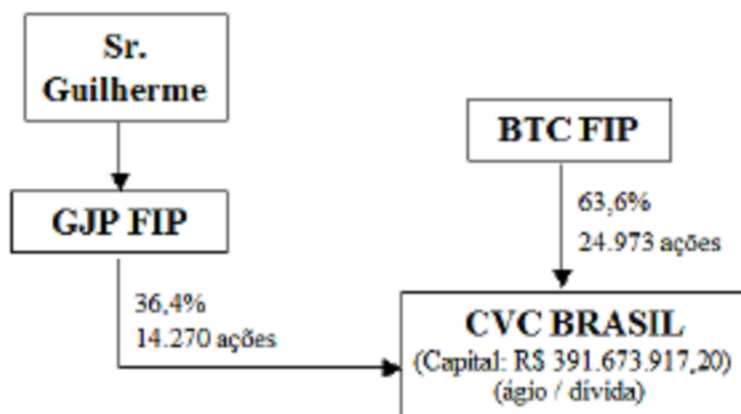 Sr.
Guilherme
BTC FIP
GJP FIP
63,6%
24.973 ações
36,4%
14.270 ações
CVC BRASIL
(Capital: R$ 391.673.917,20)
(ágio / dívida)